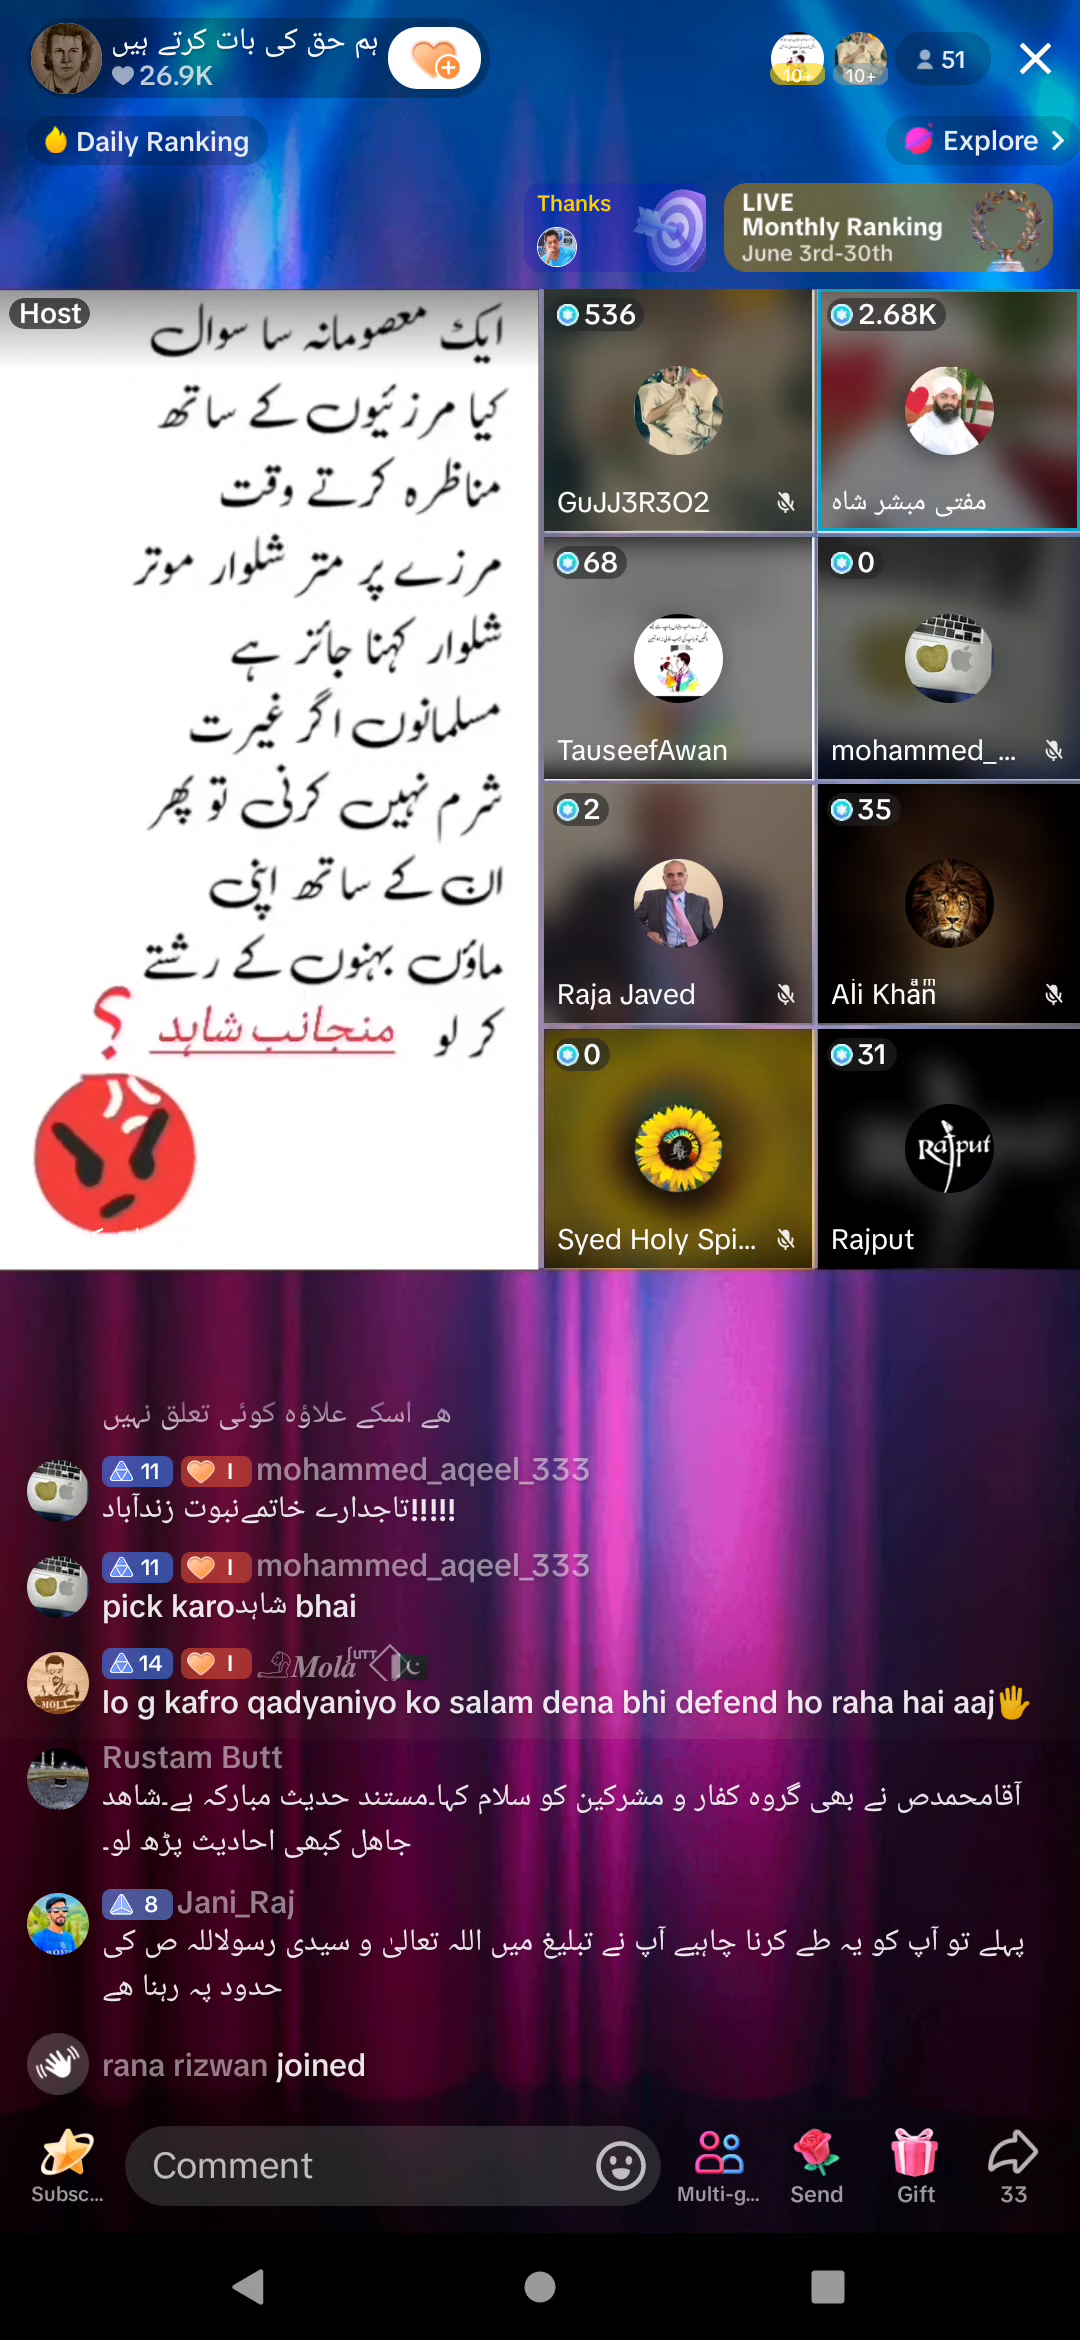 ہم حق کی بات کرتے ہیں
26.9K
10+
10+
51
Daily Ranking
Explore
Thanks
LIVE
Monthly Ranking
June 3rd-30th
Host
ایک معصومانہ سا سوال
کیا مرزئیوں کے ساتھ
مناظرہ کرتے وقت
مرزے پر متر شلوار موتر
شلوار کہنا جائز ہے
مسلمانوں اگر غیرت
شرم نہیں کرنی تو پھر
ان کے ساتھ اپنی
ماؤں بہنوں کے رشتے
کر لو منجانب شاہد ؟
536
GuJJ3R3O2
2.68K
مفتی مبشر شاہ
68
TauseefAwan
0
mohammed_...
2
Raja Javed
35
Ali Khan
0
Syed Holy Spi...
31
Rajput
Rajput
ھے اسکے علاؤہ کوئی تعلق نہیں
11 I mohammed_aqeel_333
تاجدارے خاتمےنبوت زندآباد!!!!!
11 I mohammed_aqeel_333
pick karoشاہد bhai
14 I Mola
MOLA
lo g kafro qadyaniyo ko salam dena bhi defend ho raha hai aaj🖐
Rustam Butt
آقامحمدص نے بھی گروہ کفار و مشرکین کو سلام کہا۔مستند حدیث مبارکہ ہے۔شاھد
جاھل کبھی احادیث پڑھ لو۔
8 Jani_Raj
پہلے تو آپ کو یہ طے کرنا چاہیے آپ نے تبلیغ میں اللہ تعالیٰ و سیدی رسولاللہ ص کی
حدود پہ رہنا ھے
rana rizwan joined
Subsc...
Comment
Multi-g...
Send
Gift
33